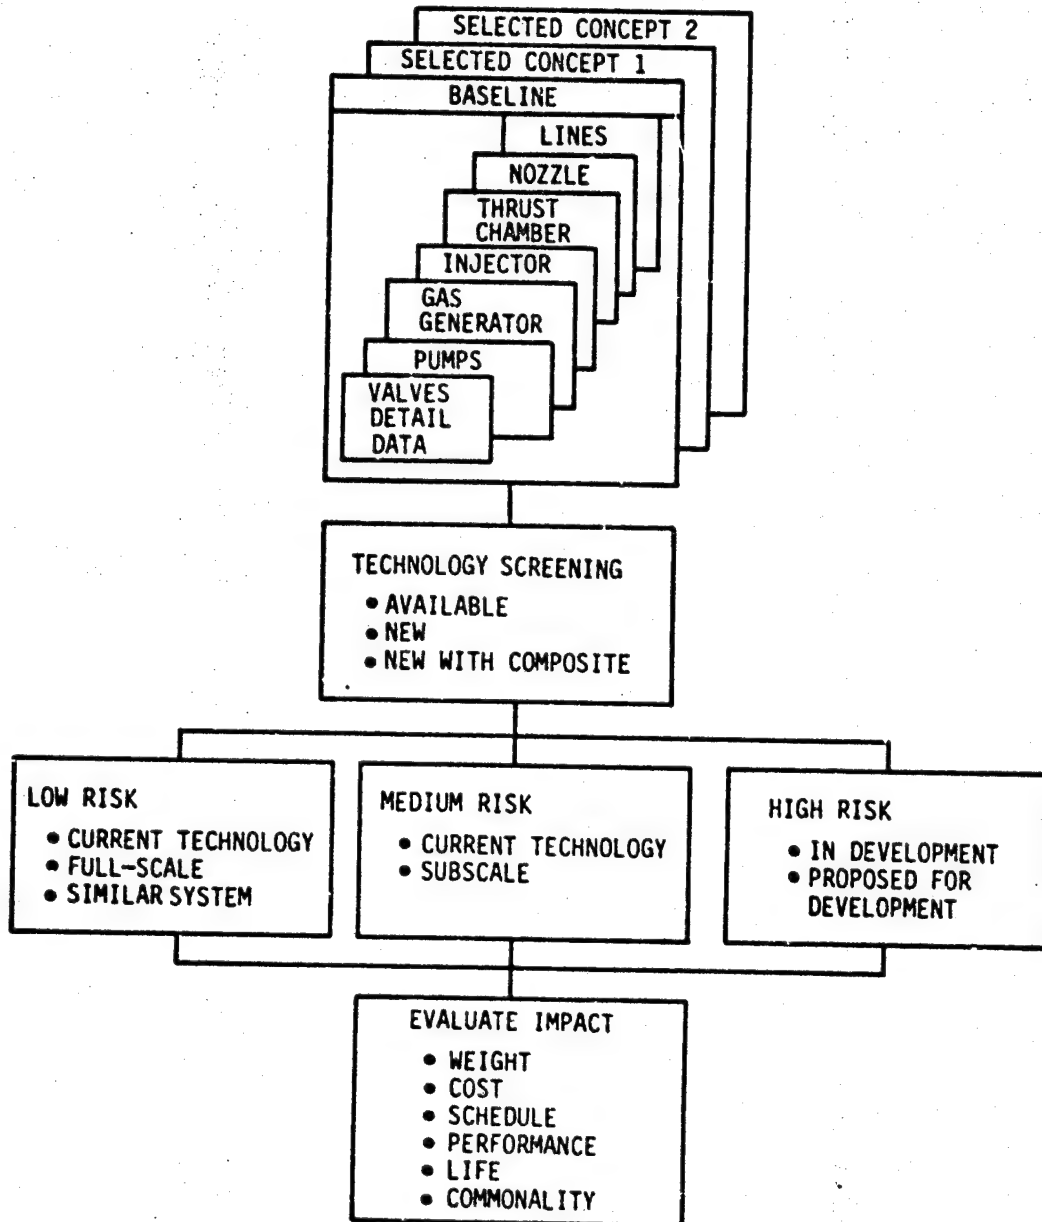 SELECTED CONCEPT 2
SELECTED CONCEPT 1
BASELINE
LINES
NOZZLE
THRUST
CHAMBER
INJECTOR
GAS
GENERATOR
PUMPS
VALVES
DETAIL
DATA
TECHNOLOGY SCREENING
• AVAILABLE
• NEW
• NEW WITH COMPOSITE
LOW RISK
• CURRENT TECHNOLOGY
• FULL-SCALE
• SIMILAR SYSTEM
MEDIUM RISK
• CURRENT TECHNOLOGY
• SUBSCALE
HIGH RISK
• IN DEVELOPMENT
• PROPOSED FOR
DEVELOPMENT
EVALUATE IMPACT
• WEIGHT
• COST
• SCHEDULE
• PERFORMANCE
• LIFE
• COMMONALITY